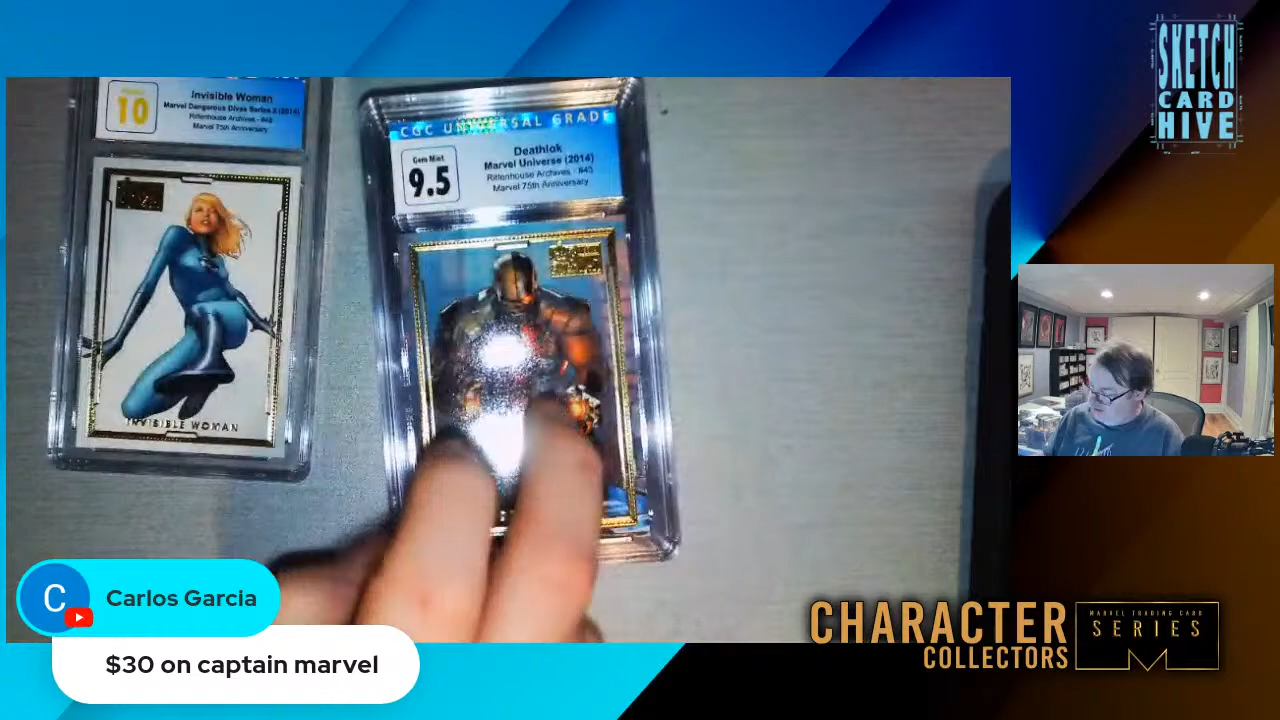 SKETCH
CARD
HIVE
10
Invisible Woman
Marvel Dangerous Divas Series 2 (2014)
Rittenhouse Archives - #48
Marvel 75th Anniversary
INVISIBLE WOMAN
CGC UNIVERSAL GRADE
Gem Mint
9.5
Deathlok
Marvel Universe (2014)
Rittenhouse Archives - #43
Marvel 75th Anniversary
C
Carlos Garcia
$30 on captain marvel
CHARACTER
COLLECTORS
MARVEL TRADING CARD
SERIES